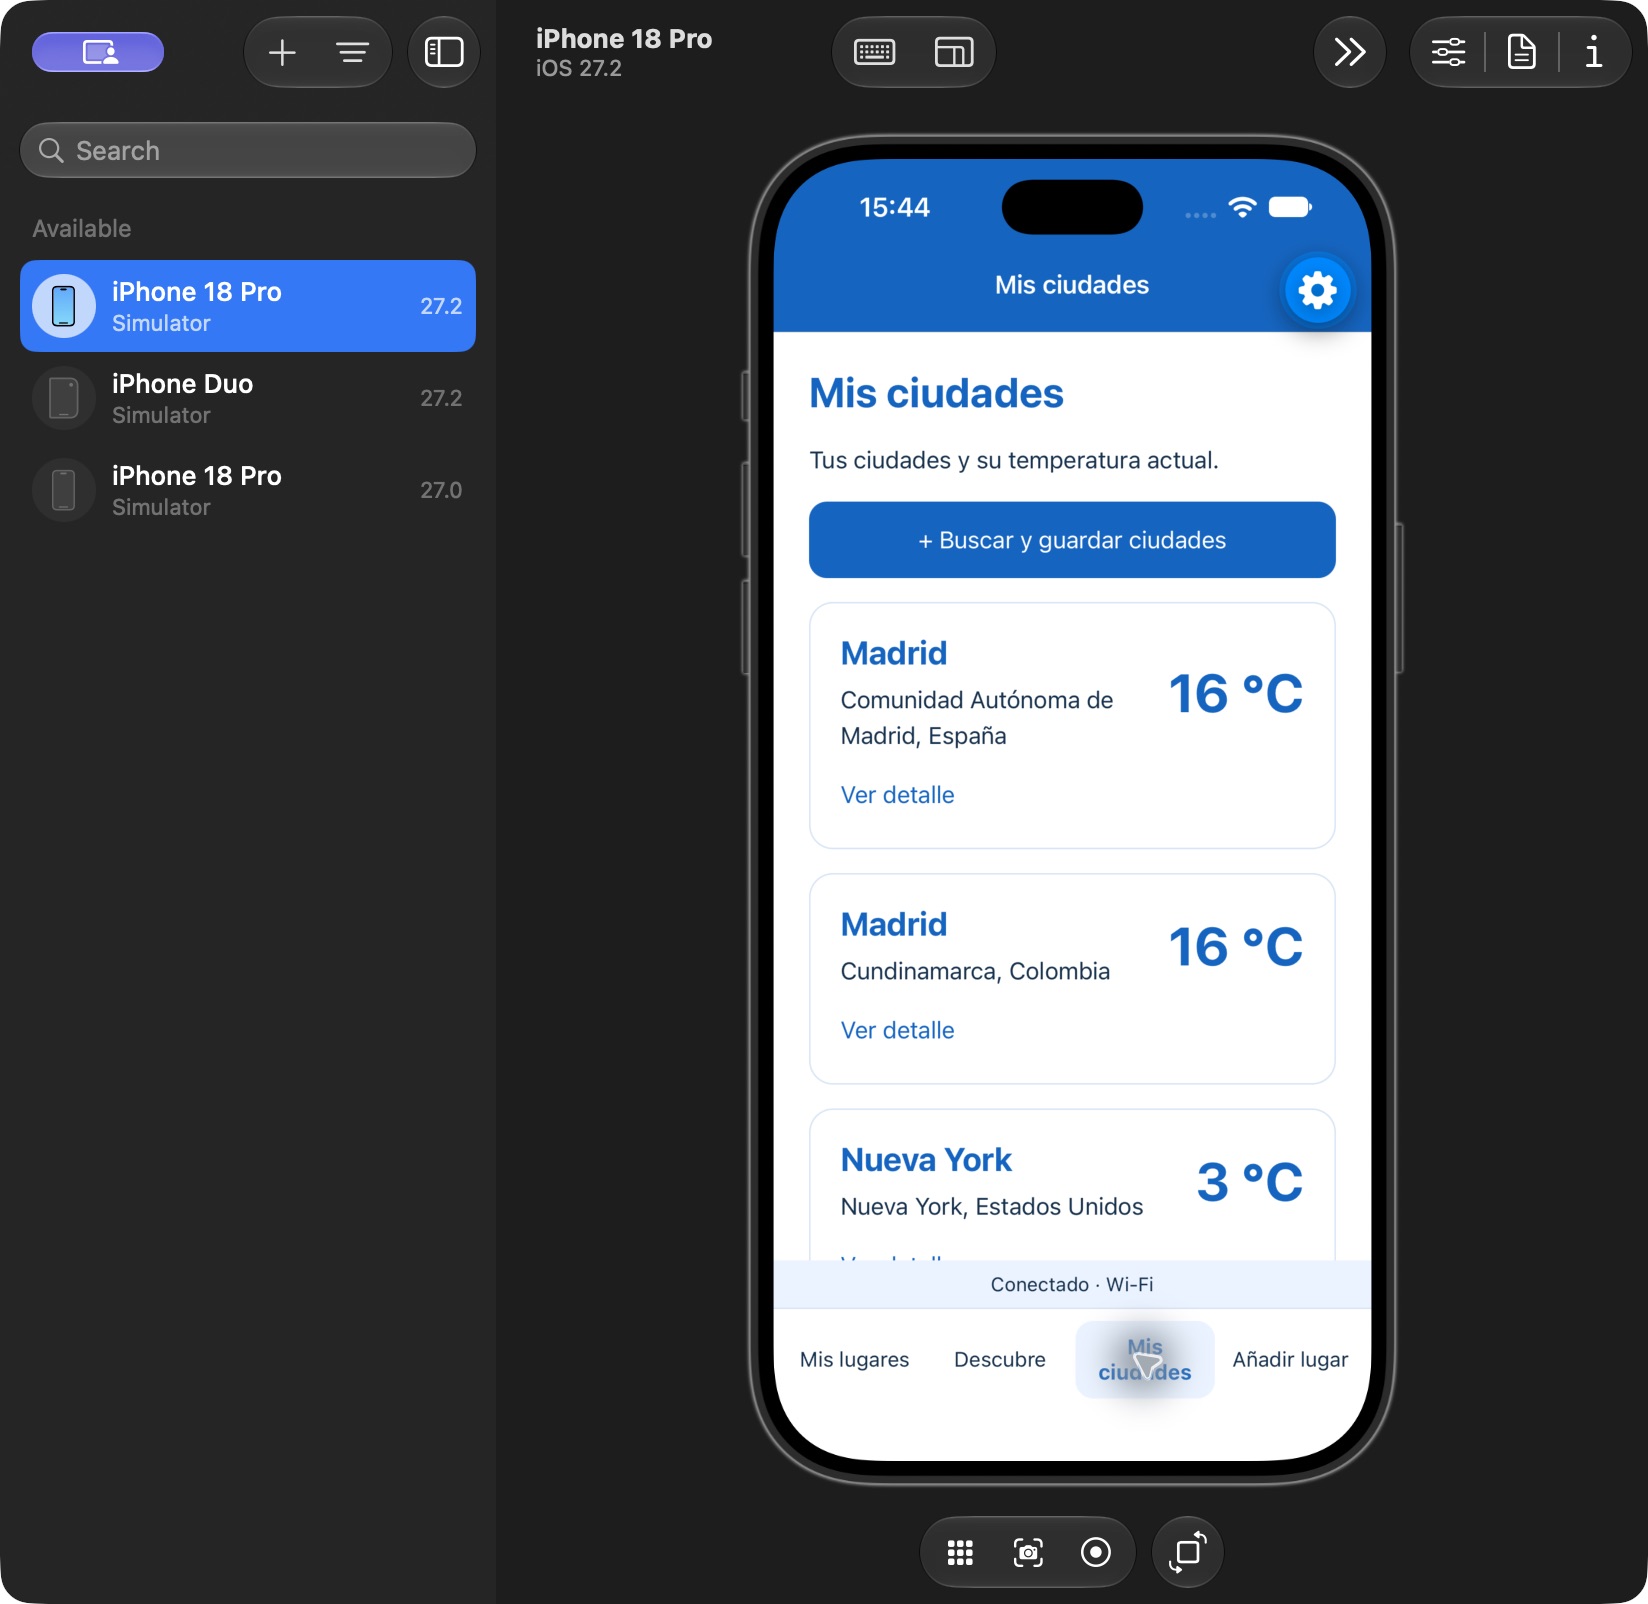 iPhone 18 Pro
iOS 27.2
Search
Available
iPhone 18 Pro
Simulator
27.2
iPhone Duo
Simulator
27.2
iPhone 18 Pro
Simulator
27.0
15:44
Mis ciudades
Mis ciudades
Tus ciudades y su temperatura actual.
+ Buscar y guardar ciudades
Madrid
16 °C
Comunidad Autónoma de
Madrid, España
Ver detalle
Madrid
16 °C
Cundinamarca, Colombia
Ver detalle
Nueva York
3 °C
Nueva York, Estados Unidos
Ver detalle
Conectado · Wi-Fi
Mis lugares
Descubre
Mis
ciudades
Añadir lugar